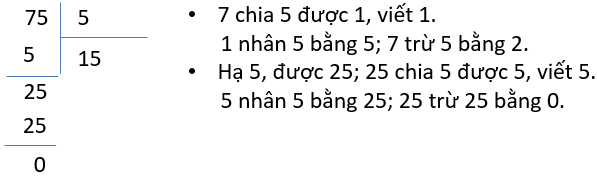 75 5
5 15
25
25
0
• 7 chia 5 được 1, viết 1.
1 nhân 5 bằng 5; 7 trừ 5 bằng 2.
• Hạ 5, được 25; 25 chia 5 được 5, viết 5.
5 nhân 5 bằng 25; 25 trừ 25 bằng 0.